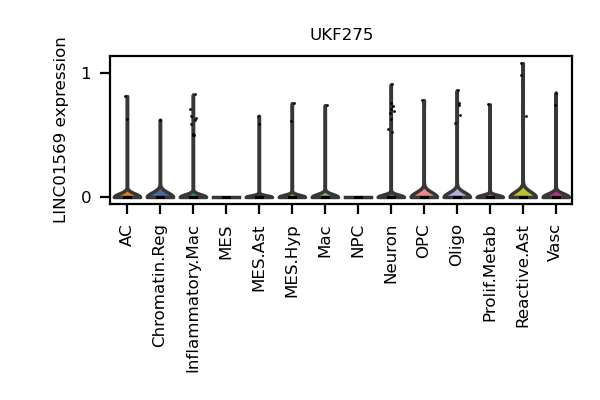 UKF275
LINC01569 expression
1
0
AC
Chromatin.Reg
Inflammatory.Mac
MES
MES.Ast
MES.Hyp
Mac
NPC
Neuron
OPC
Oligo
Prolif.Metab
Reactive.Ast
Vasc